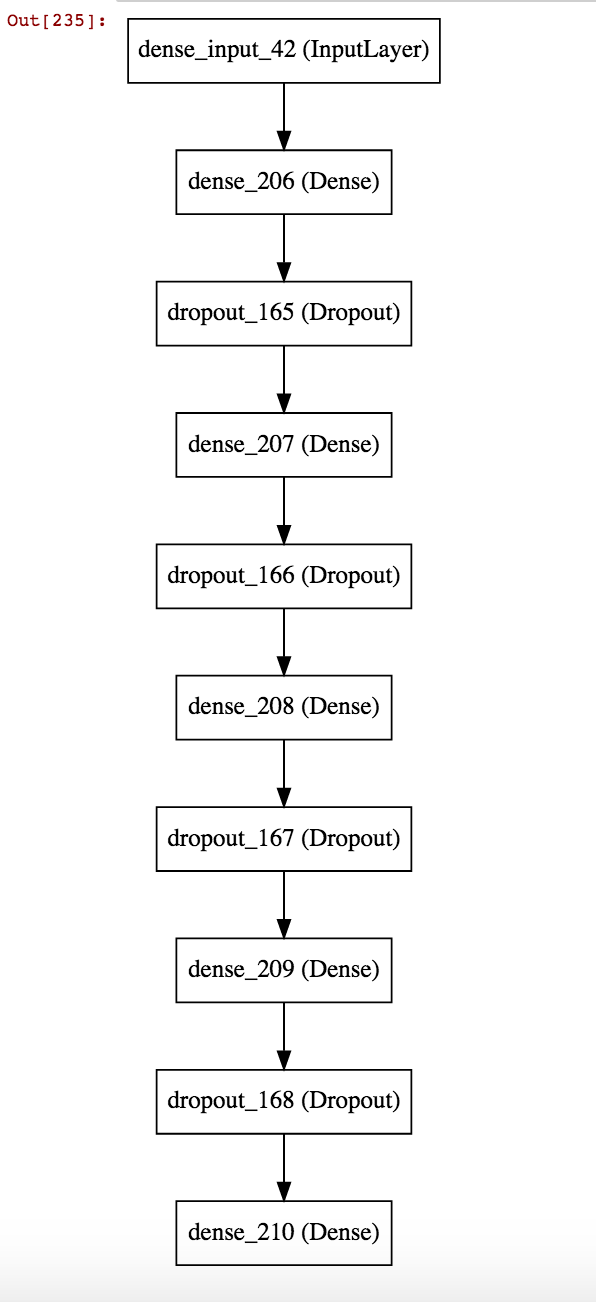 Out[235]:
dense_input_42 (InputLayer)
dense_206 (Dense)
dropout_165 (Dropout)
dense_207 (Dense)
dropout_166 (Dropout)
dense_208 (Dense)
dropout_167 (Dropout)
dense_209 (Dense)
dropout_168 (Dropout)
dense_210 (Dense)